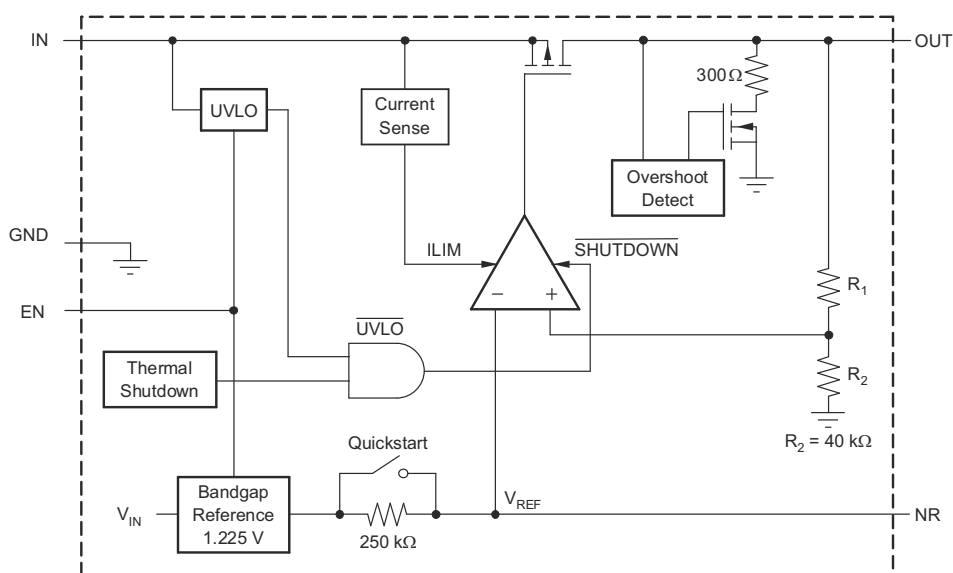 IN
OUT
300Ω
UVLO
Current
Sense
Overshoot
Detect
GND
ILIM
SHUTDOWN
− +
R1
EN
UVLO
Thermal
Shutdown
R2
R2 = 40 kΩ
Quickstart
Bandgap
Reference
1.225 V
VIN
VREF
NR
250 kΩ